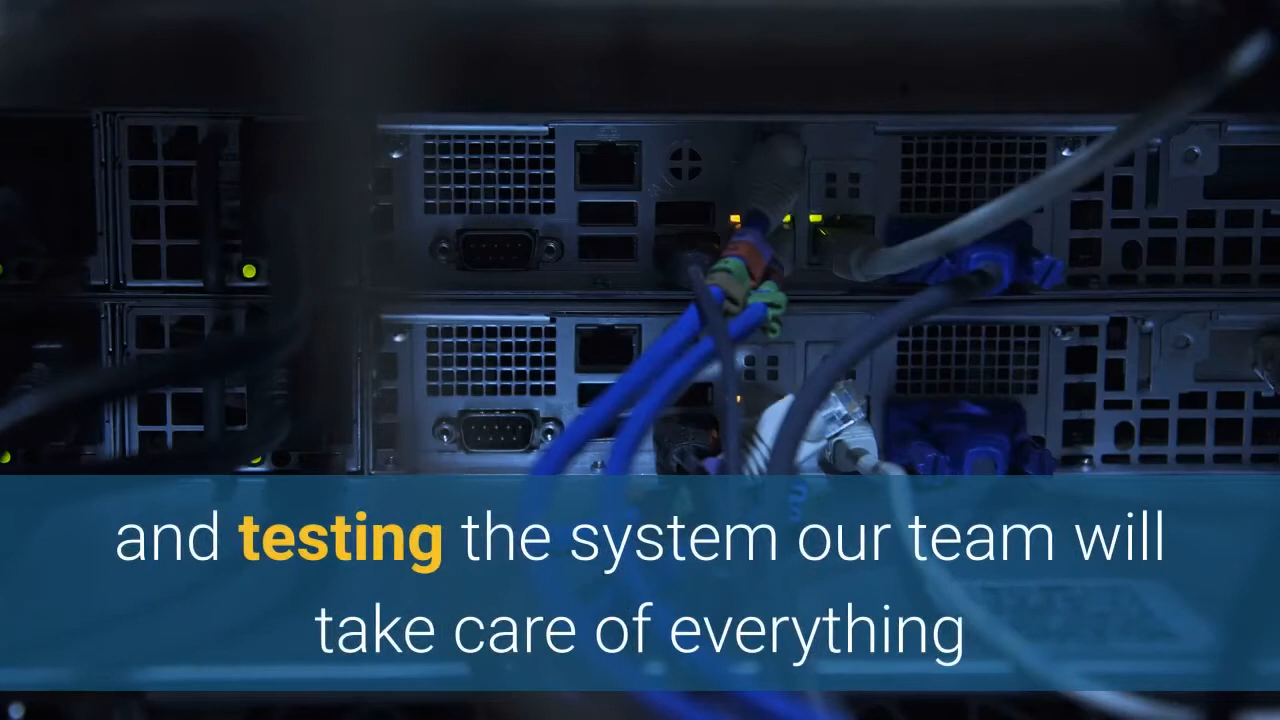 and testing the system our team will
take care of everything